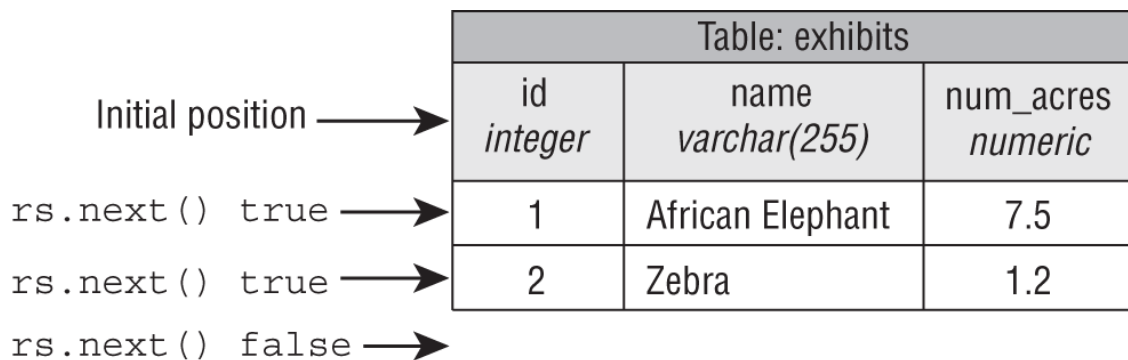 Table: exhibits
Initial position
id name num_acres
integer varchar(255) numeric
rs.next() true 1 African Elephant 7.5
rs.next() true 2 Zebra 1.2
rs.next() false